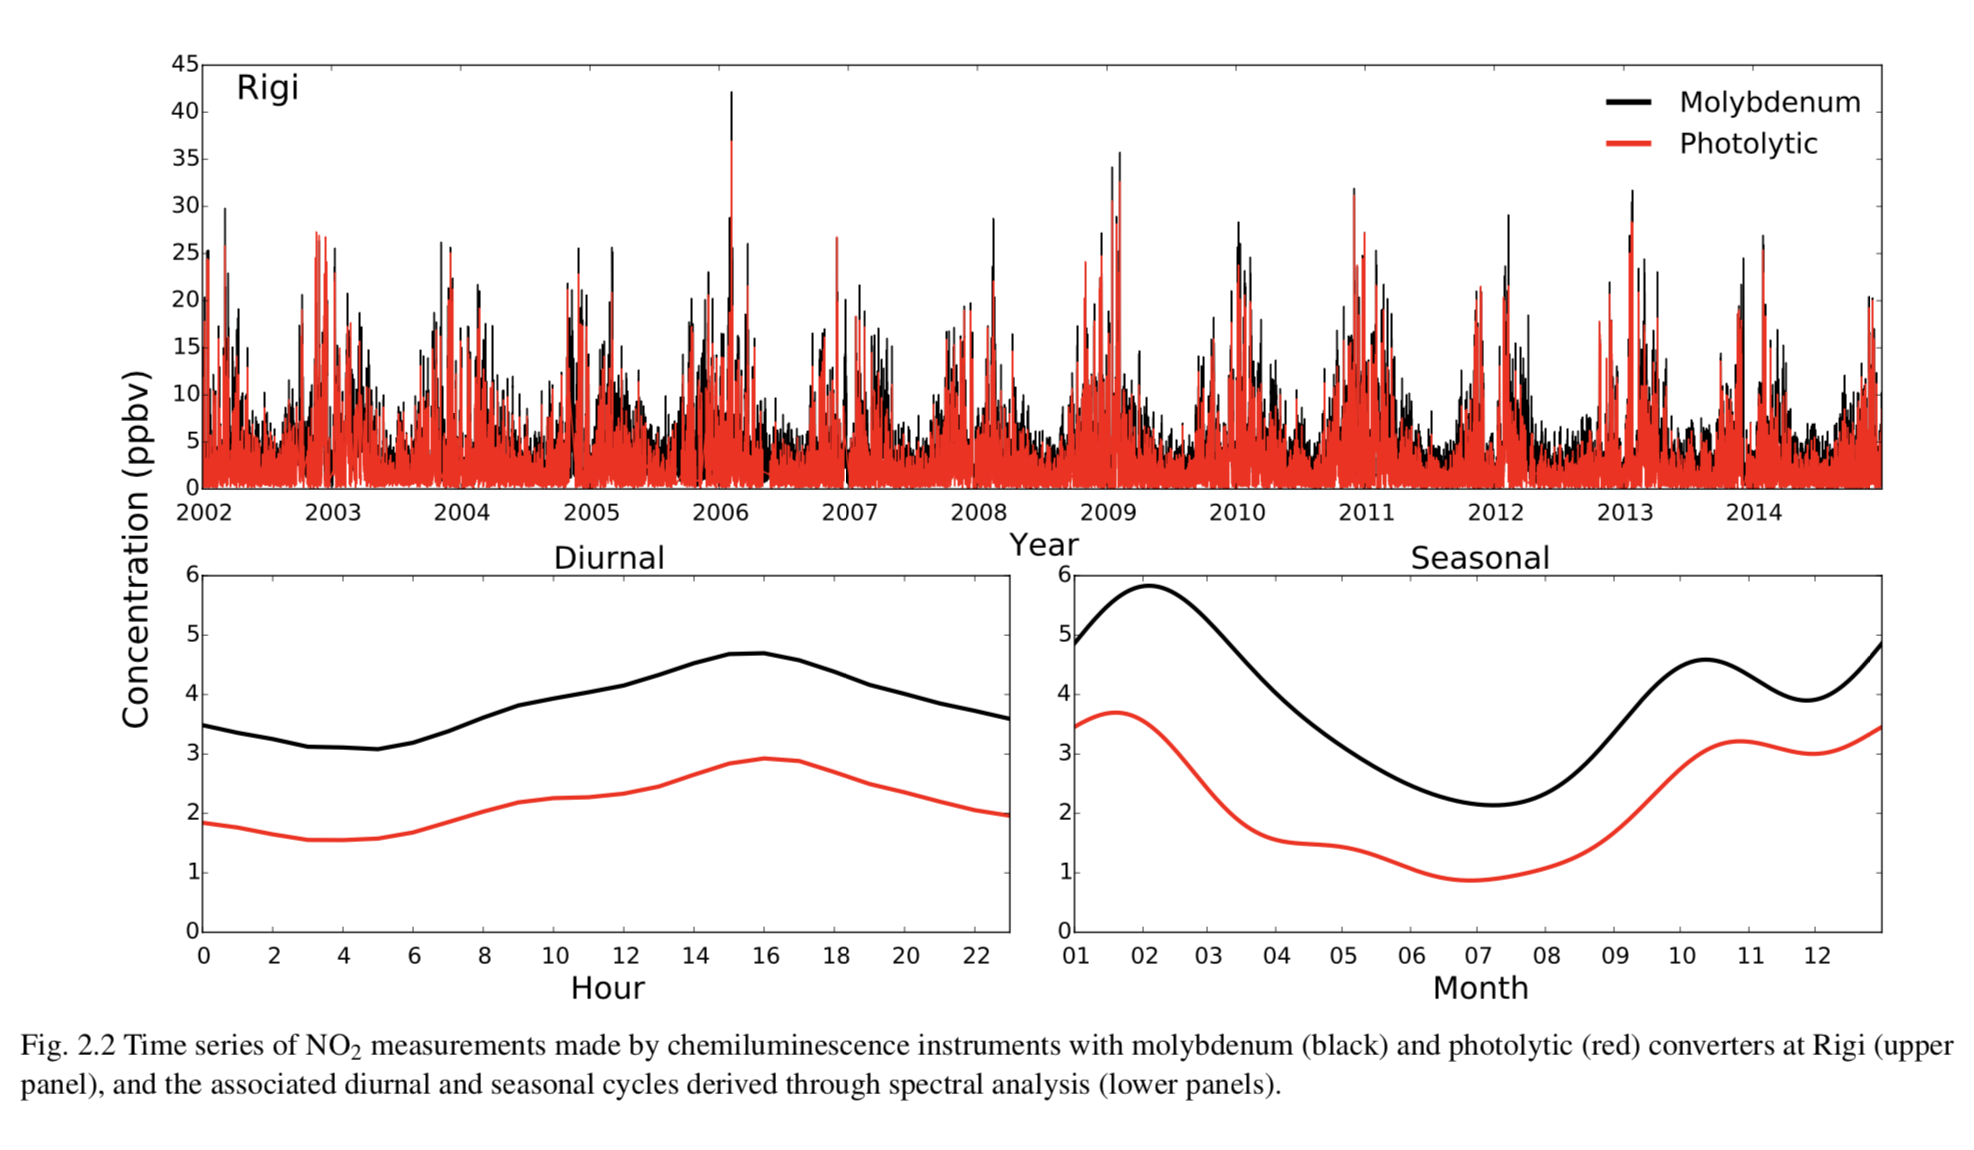 45
Rigi
Molybdenum
40
35
Photolytic
30
25
20
15
10
5
0
2002 2003 2004 2005 2006 2007 2008 2009 2010 2011 2012 2013 2014
Year
Concentration (ppbv)
Diurnal
6
5
4
3
2
1
0
0 2 4 6 8 10 12 14 16 18 20 22
Hour
Seasonal
6
5
4
3
2
1
0
01 02 03 04 05 06 07 08 09 10 11 12
Month
Fig. 2.2 Time series of NO₂ measurements made by chemiluminescence instruments with molybdenum (black) and photolytic (red) converters at Rigi (upper
panel), and the associated diurnal and seasonal cycles derived through spectral analysis (lower panels).